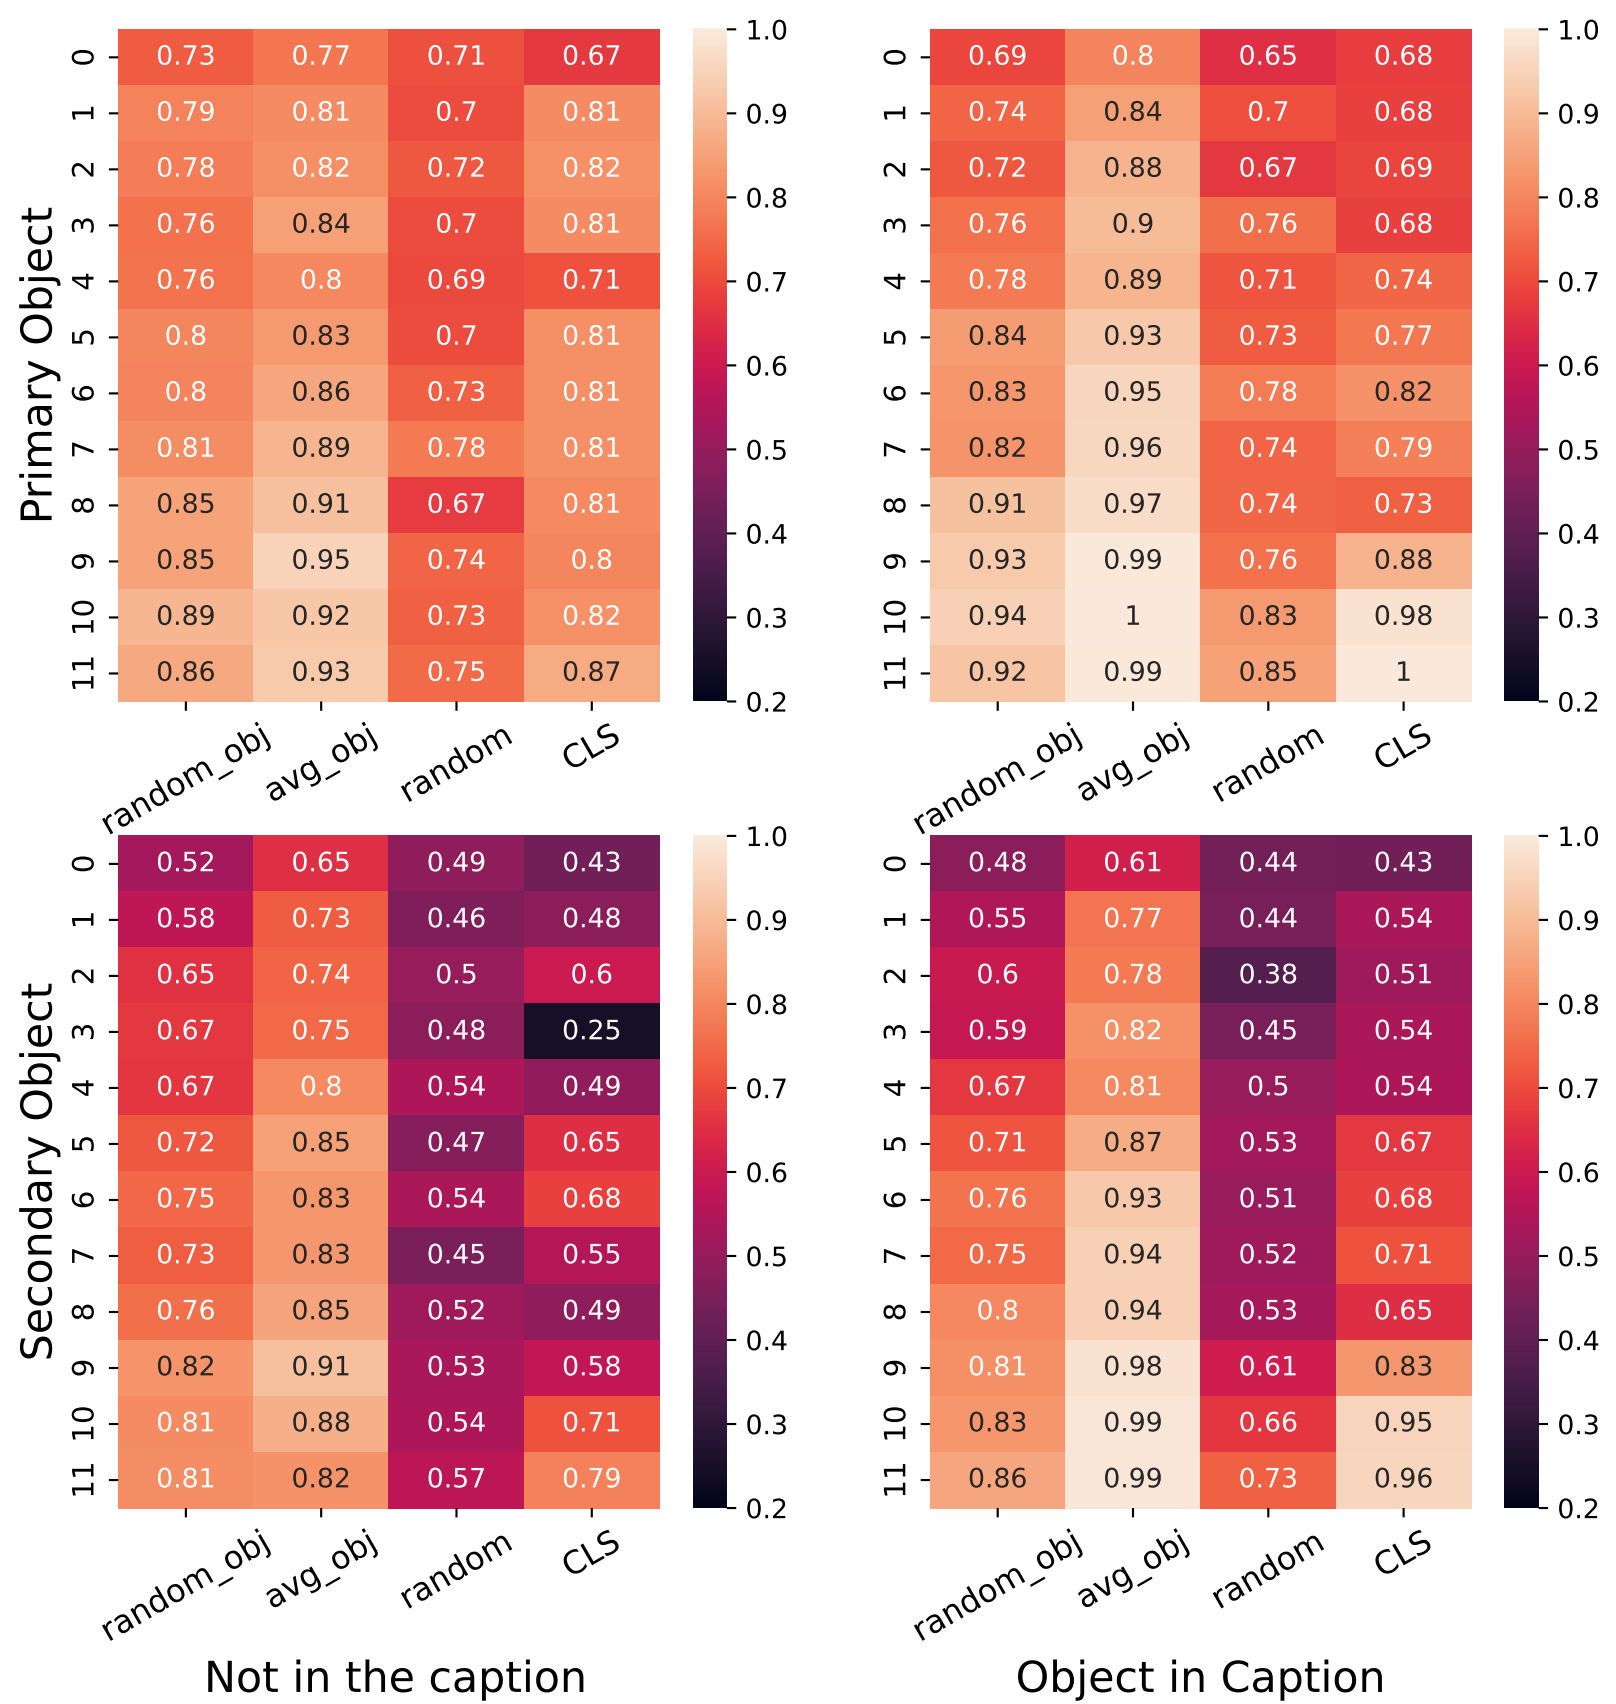 Primary Object
0 0.73 0.77 0.71 0.67
1 0.79 0.81 0.7 0.81
2 0.78 0.82 0.72 0.82
3 0.76 0.84 0.7 0.81
4 0.76 0.8 0.69 0.71
5 0.8 0.83 0.7 0.81
6 0.8 0.86 0.73 0.81
7 0.81 0.89 0.78 0.81
8 0.85 0.91 0.67 0.81
9 0.85 0.95 0.74 0.8
10 0.89 0.92 0.73 0.82
11 0.86 0.93 0.75 0.87
random_obj avg_obj random CLS
1.0
0.9
0.8
0.7
0.6
0.5
0.4
0.3
0.2
0 0.69 0.8 0.65 0.68
1 0.74 0.84 0.7 0.68
2 0.72 0.88 0.67 0.69
3 0.76 0.9 0.76 0.68
4 0.78 0.89 0.71 0.74
5 0.84 0.93 0.73 0.77
6 0.83 0.95 0.78 0.82
7 0.82 0.96 0.74 0.79
8 0.91 0.97 0.74 0.73
9 0.93 0.99 0.76 0.88
10 0.94 1 0.83 0.98
11 0.92 0.99 0.85 1
random_obj avg_obj random CLS
1.0
0.9
0.8
0.7
0.6
0.5
0.4
0.3
0.2
Secondary Object
0 0.52 0.65 0.49 0.43
1 0.58 0.73 0.46 0.48
2 0.65 0.74 0.5 0.6
3 0.67 0.75 0.48 0.25
4 0.67 0.8 0.54 0.49
5 0.72 0.85 0.47 0.65
6 0.75 0.83 0.54 0.68
7 0.73 0.83 0.45 0.55
8 0.76 0.85 0.52 0.49
9 0.82 0.91 0.53 0.58
10 0.81 0.88 0.54 0.71
11 0.81 0.82 0.57 0.79
random_obj avg_obj random CLS
1.0
0.9
0.8
0.7
0.6
0.5
0.4
0.3
0.2
Not in the caption
0 0.48 0.61 0.44 0.43
1 0.55 0.77 0.44 0.54
2 0.6 0.78 0.38 0.51
3 0.59 0.82 0.45 0.54
4 0.67 0.81 0.5 0.54
5 0.71 0.87 0.53 0.67
6 0.76 0.93 0.51 0.68
7 0.75 0.94 0.52 0.71
8 0.8 0.94 0.53 0.65
9 0.81 0.98 0.61 0.83
10 0.83 0.99 0.66 0.95
11 0.86 0.99 0.73 0.96
random_obj avg_obj random CLS
1.0
0.9
0.8
0.7
0.6
0.5
0.4
0.3
0.2
Object in Caption